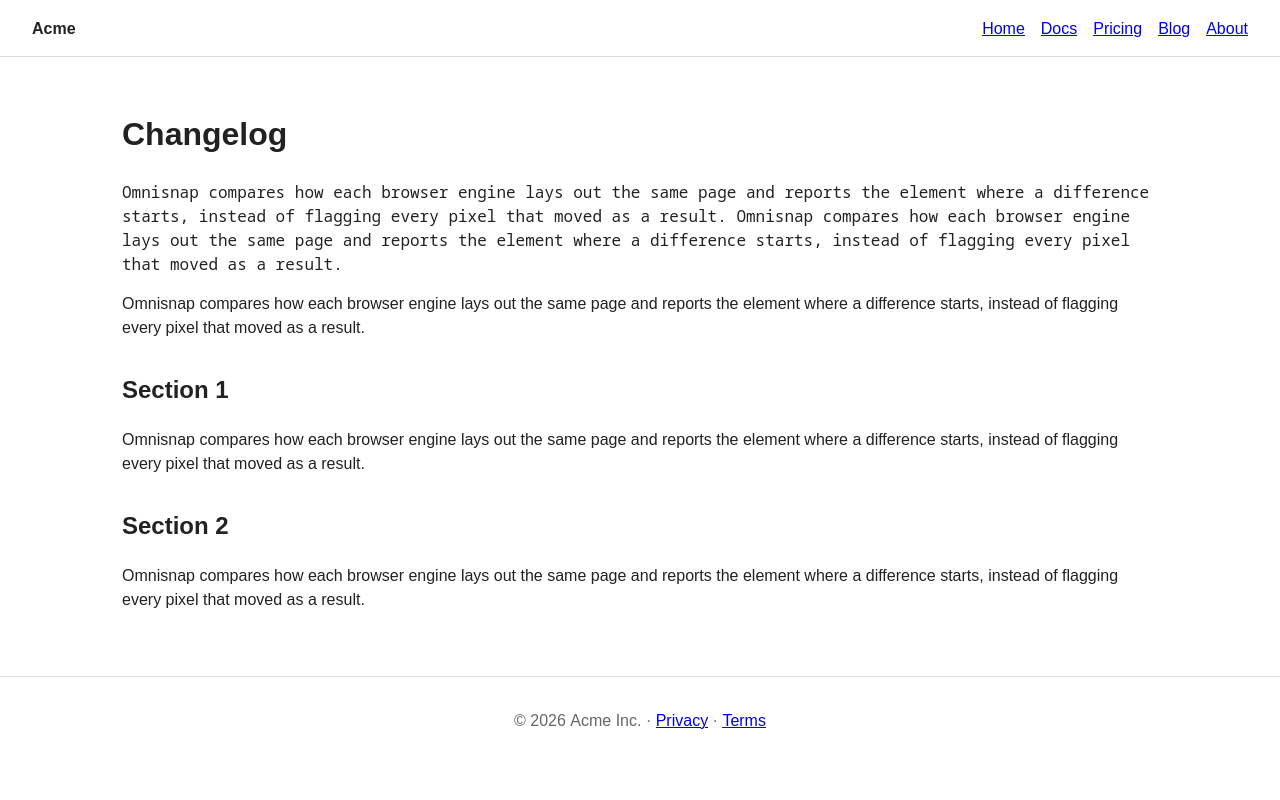 Acme
Home Docs Pricing Blog About
Changelog
Omnisnap compares how each browser engine lays out the same page and reports the element where a difference
starts, instead of flagging every pixel that moved as a result. Omnisnap compares how each browser engine
lays out the same page and reports the element where a difference starts, instead of flagging every pixel
that moved as a result.
Omnisnap compares how each browser engine lays out the same page and reports the element where a difference starts, instead of flagging
every pixel that moved as a result.
Section 1
Omnisnap compares how each browser engine lays out the same page and reports the element where a difference starts, instead of flagging
every pixel that moved as a result.
Section 2
Omnisnap compares how each browser engine lays out the same page and reports the element where a difference starts, instead of flagging
every pixel that moved as a result.
© 2026 Acme Inc. · Privacy · Terms